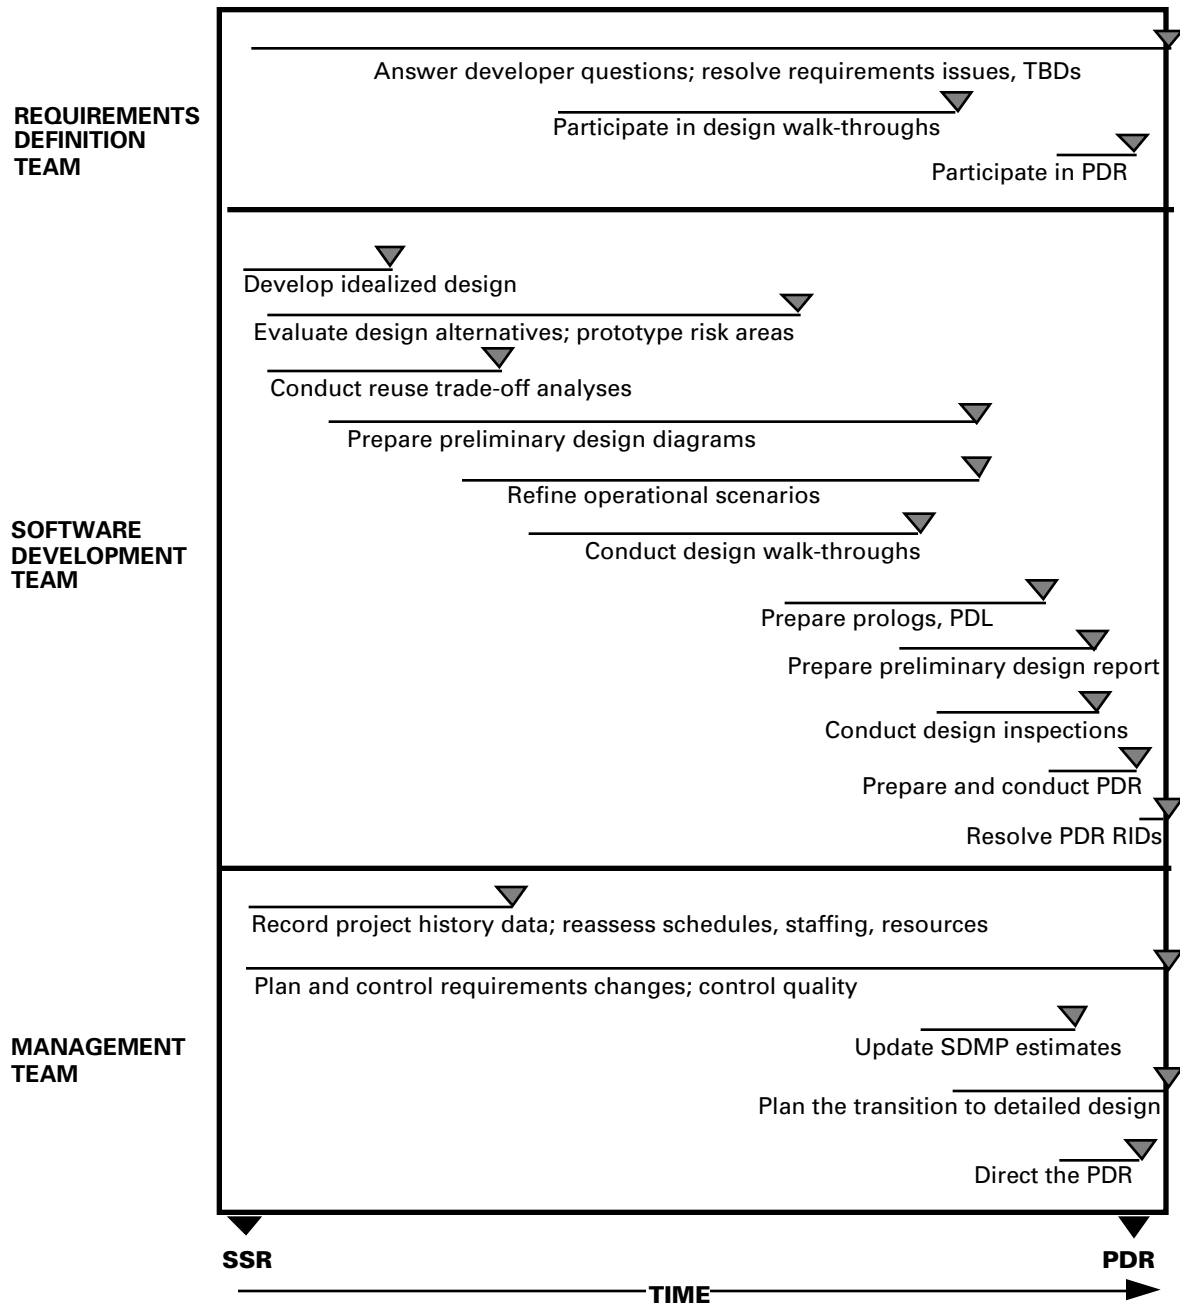 Answer developer questions; resolve requirements issues, TBDs
REQUIREMENTS
DEFINITION
TEAM
Participate in design walk-throughs
Participate in PDR
Develop idealized design
Evaluate design alternatives; prototype risk areas
Conduct reuse trade-off analyses
Prepare preliminary design diagrams
Refine operational scenarios
SOFTWARE
DEVELOPMENT
TEAM
Conduct design walk-throughs
Prepare prologs, PDL
Prepare preliminary design report
Conduct design inspections
Prepare and conduct PDR
Resolve PDR RIDs
Record project history data; reassess schedules, staffing, resources
Plan and control requirements changes; control quality
MANAGEMENT
TEAM
Update SDMP estimates
Plan the transition to detailed design
Direct the PDR
SSR
PDR
TIME